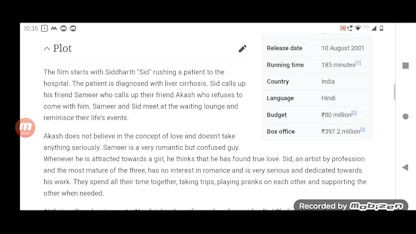 10:35
Plot
The film starts with Siddharth "Sid" rushing a patient to the
hospital. The patient is diagnosed with liver cirrhosis. Sid calls up
his friend Sameer who calls up their friend Akash who refuses to
come with him. Sameer and Sid meet at the waiting lounge and
reminisce their life's events.
Akash does not believe in the concept of love and doesn't take
anything seriously. Sameer is a very romantic but confused guy.
Whenever he is attracted towards a girl, he thinks that he has found true love. Sid, an artist by profession
and the most mature of the three, has no interest in romance and is very serious and dedicated towards
his work. They spend all their time together, taking trips, playing pranks on each other and supporting the
other when needed.
Release date 10 August 2001
Running time 185 minutes[1]
Country India
Language Hindi
Budget ₹80 million[2]
Box office ₹397.2 million[3]
Recorded by Mobizen